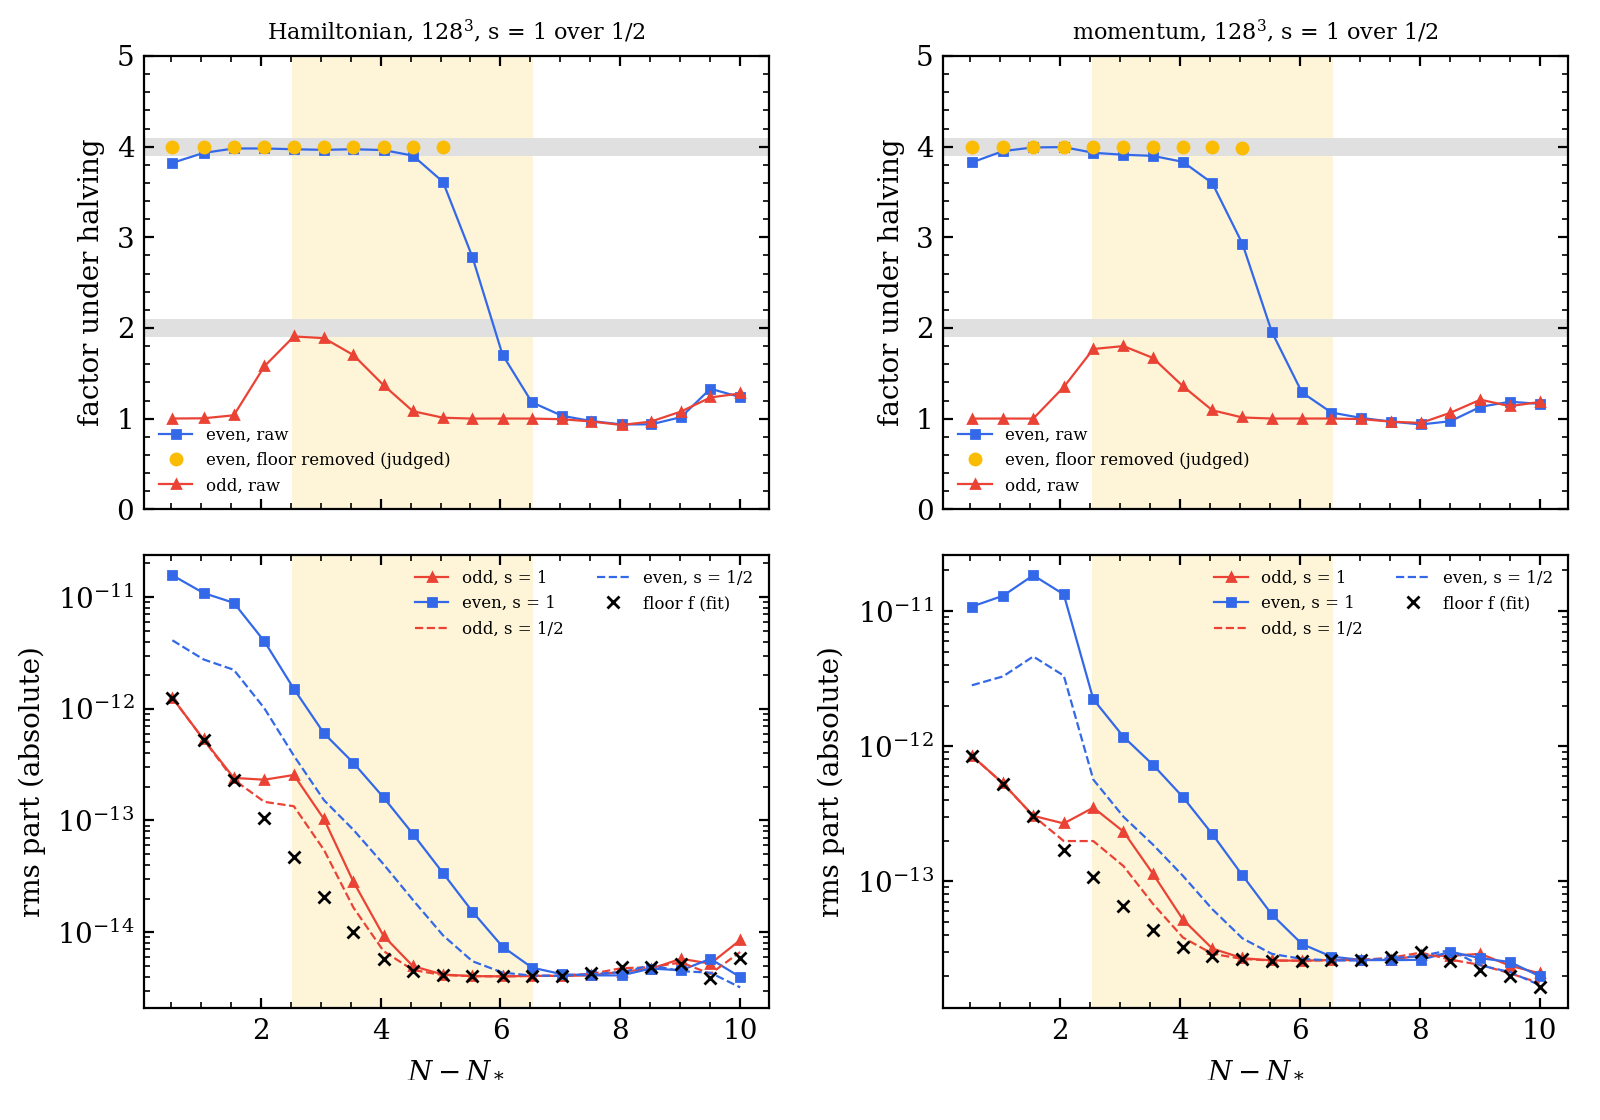 Hamiltonian, 128³, s = 1 over 1/2
factor under halving
5
4
3
2
1
0
even, raw
even, floor removed (judged)
odd, raw
momentum, 128³, s = 1 over 1/2
factor under halving
5
4
3
2
1
0
even, raw
even, floor removed (judged)
odd, raw
rms part (absolute)
10⁻¹¹
10⁻¹²
10⁻¹³
10⁻¹⁴
odd, s = 1
even, s = 1
odd, s = 1/2
even, s = 1/2
floor f (fit)
2 4 6 8 10
N − N*
rms part (absolute)
10⁻¹¹
10⁻¹²
10⁻¹³
odd, s = 1
even, s = 1
odd, s = 1/2
even, s = 1/2
floor f (fit)
2 4 6 8 10
N − N*